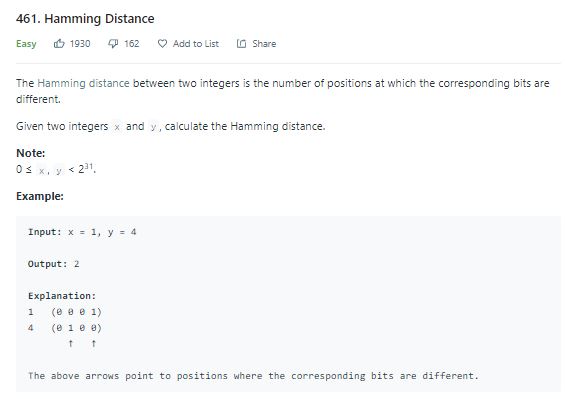 461. Hamming Distance
Easy 1930 162 Add to List Share
The Hamming distance between two integers is the number of positions at which the corresponding bits are
different.
Given two integers x and y, calculate the Hamming distance.
Note:
0 ≤ x, y < 2³¹.
Example:
Input: x = 1, y = 4
Output: 2
Explanation:
1 (0 0 0 1)
4 (0 1 0 0)
↑ ↑
The above arrows point to positions where the corresponding bits are different.